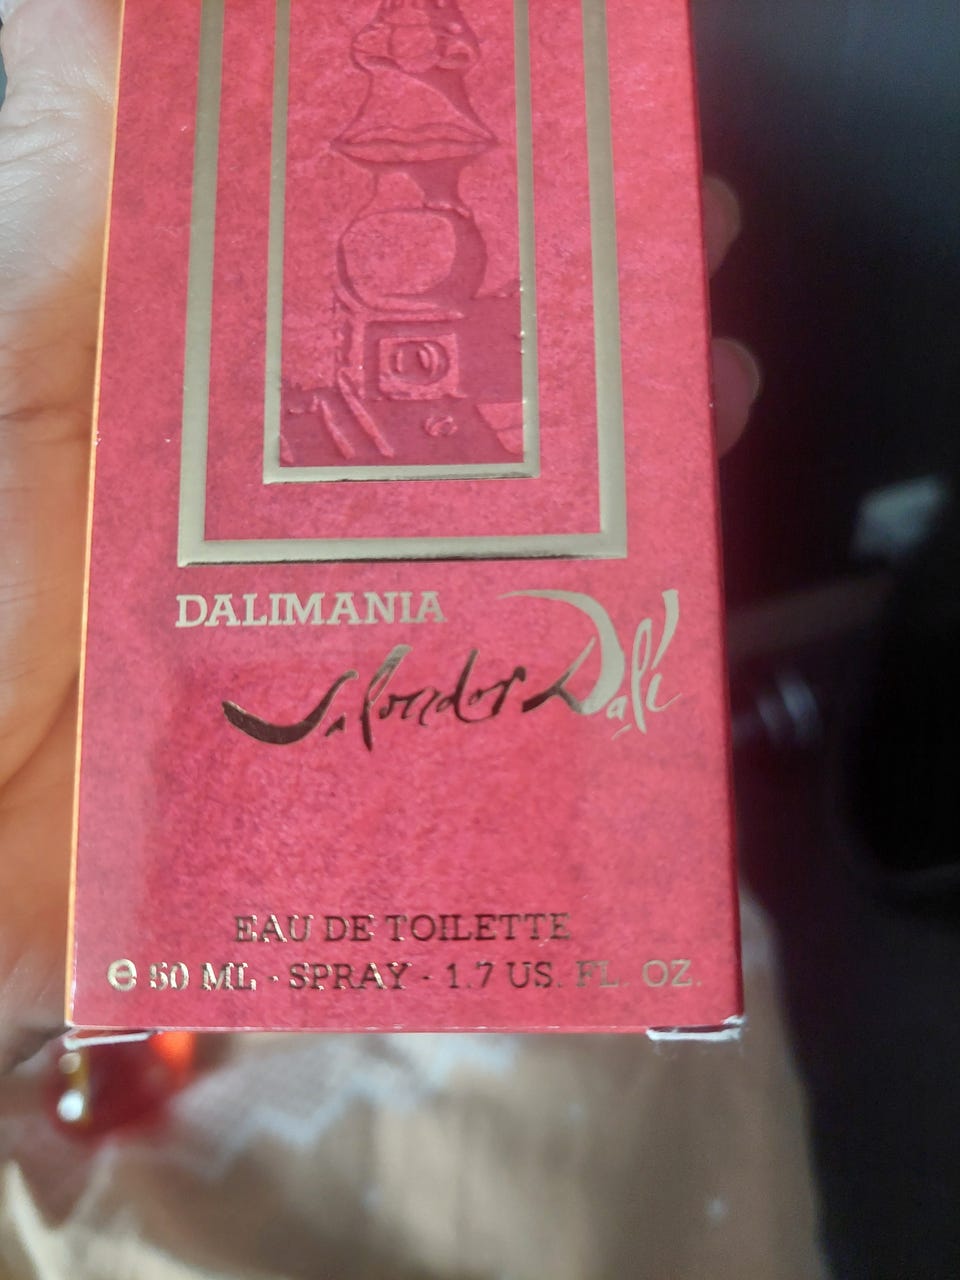 DALIMANIA
Salvador Dalí
EAU DE TOILETTE
℮ 50 ML - SPRAY - 1.7 US. FL. OZ.